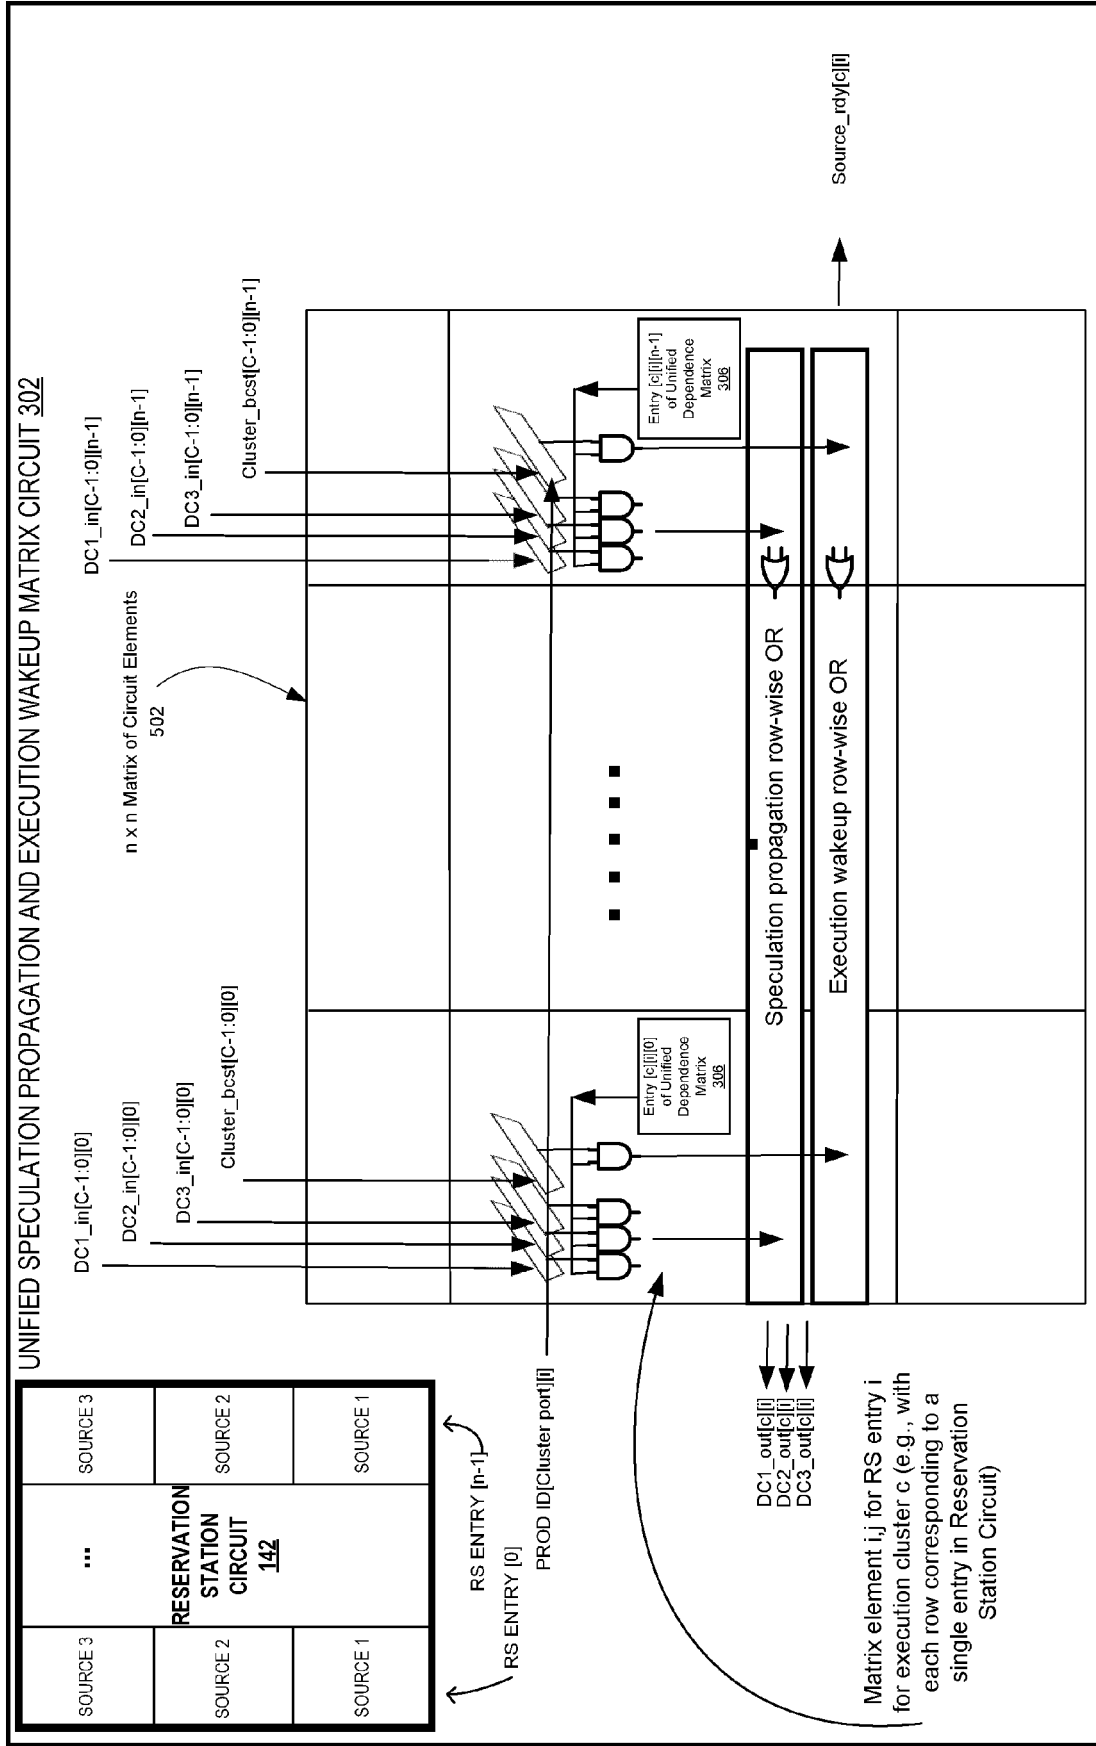 UNIFIED SPECULATION PROPAGATION AND EXECUTION WAKEUP MATRIX CIRCUIT 302
SOURCE 3
SOURCE 2
SOURCE 1
...
RESERVATION
STATION
CIRCUIT
142
SOURCE 3
SOURCE 2
SOURCE 1
RS ENTRY [n-1]
RS ENTRY [0]
PROD ID[Cluster port][i]
DC1_in[C-1:0][0]
DC2_in[C-1:0][0]
DC3_in[C-1:0][0]
Cluster_bcst[C-1:0][0]
n x n Matrix of Circuit Elements
502
DC1_in[C-1:0][n-1]
DC2_in[C-1:0][n-1]
DC3_in[C-1:0][n-1]
Cluster_bcst[C-1:0][n-1]
Entry [c][i][0]
of Unified
Dependence
Matrix
306
Entry [c][i][n-1]
of Unified
Dependence
Matrix
306
Speculation propagation row-wise OR
Execution wakeup row-wise OR
Source_rdy[c][i]
DC1_out[c][i]
DC2_out[c][i]
DC3_out[c][i]
Matrix element i,j for RS entry i
for execution cluster c (e.g., with
each row corresponding to a
single entry in Reservation
Station Circuit)